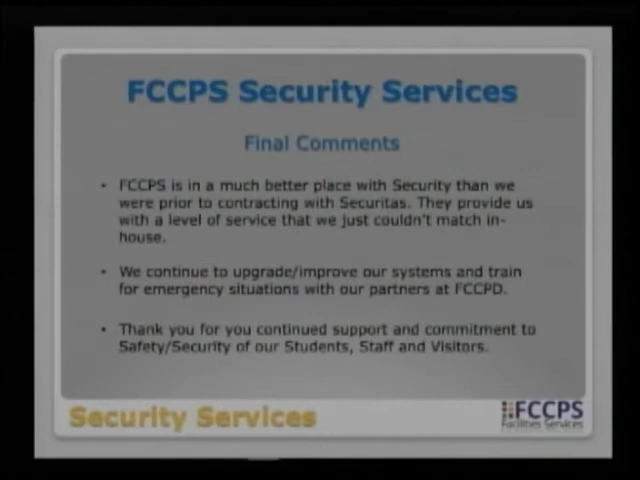 FCCPS Security Services
Final Comments
• FCCPS is in a much better place with Security than we
were prior to contracting with Securitas. They provide us
with a level of service that we just couldn't match in-
house.
• We continue to upgrade/improve our systems and train
for emergency situations with our partners at FCCPD.
• Thank you for you continued support and commitment to
Safety/Security of our Students, Staff and Visitors.
Security Services
FCCPS
Facilities Services